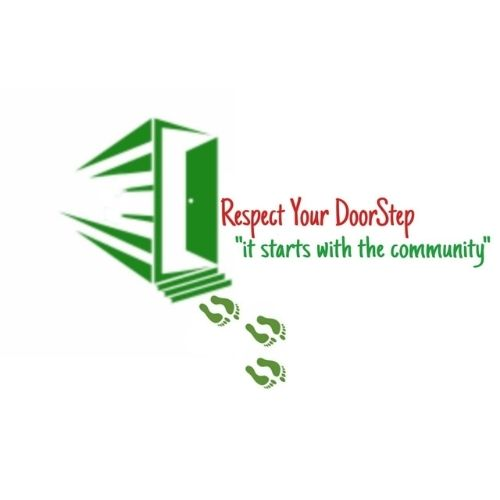 Respect Your DoorStep
"it starts with the community"